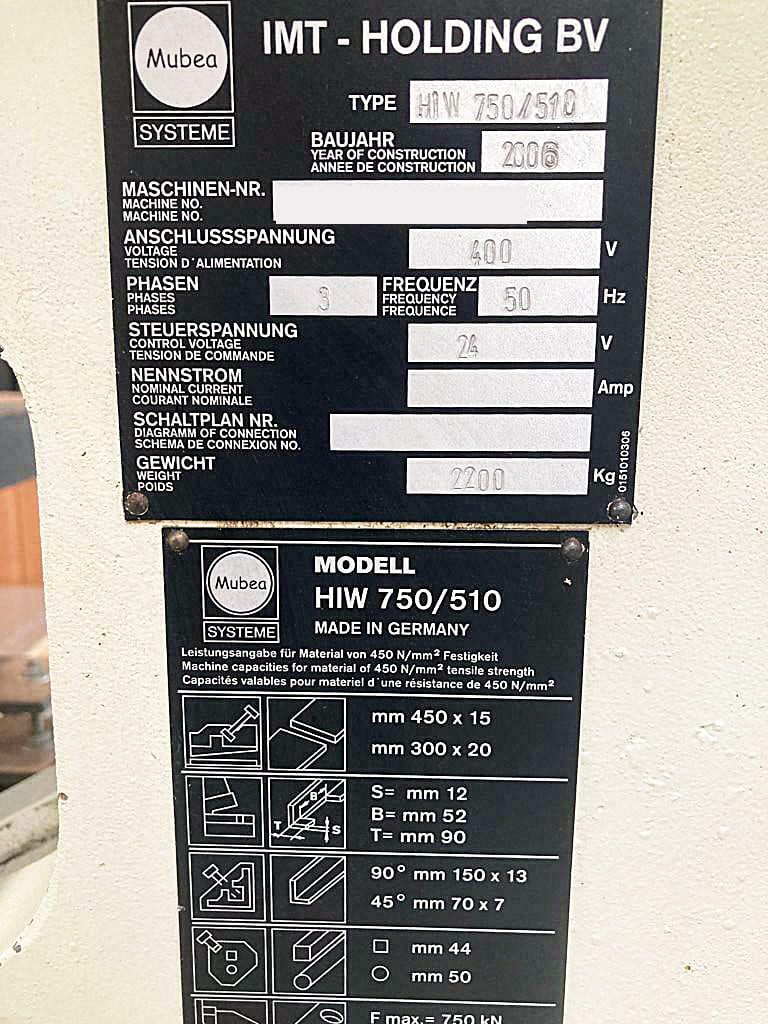 Mubea
SYSTEME
IMT - HOLDING BV
TYPE HIW 750/510
BAUJAHR
YEAR OF CONSTRUCTION
ANNEE DE CONSTRUCTION
2006
MASCHINEN-NR.
MACHINE NO.
MACHINE NO.
ANSCHLUSSSPANNUNG
VOLTAGE
TENSION D´ALIMENTATION
400 V
PHASEN
PHASES
PHASES
3
FREQUENZ
FREQUENCY
FREQUENCE
50 Hz
STEUERSPANNUNG
CONTROL VOLTAGE
TENSION DE COMMANDE
24 V
NENNSTROM
NOMINAL CURRENT
COURANT NOMINALE
Amp
SCHALTPLAN NR.
DIAGRAMM OF CONNECTION
SCHEMA DE CONNEXION NO.
GEWICHT
WEIGHT
POIDS
2200 Kg
0151010306
Mubea
SYSTEME
MODELL
HIW 750/510
MADE IN GERMANY
Leistungsangabe für Material von 450 N/mm² Festigkeit
Machine capacities for material of 450 N/mm² tensile strength
Capacités valables pour materiel d´une résistance de 450 N/mm²
mm 450 x 15
mm 300 x 20
B
T
S
S= mm 12
B= mm 52
T= mm 90
90° mm 150 x 13
45° mm 70 x 7
□ mm 44
○ mm 50
F max.= 750 kN